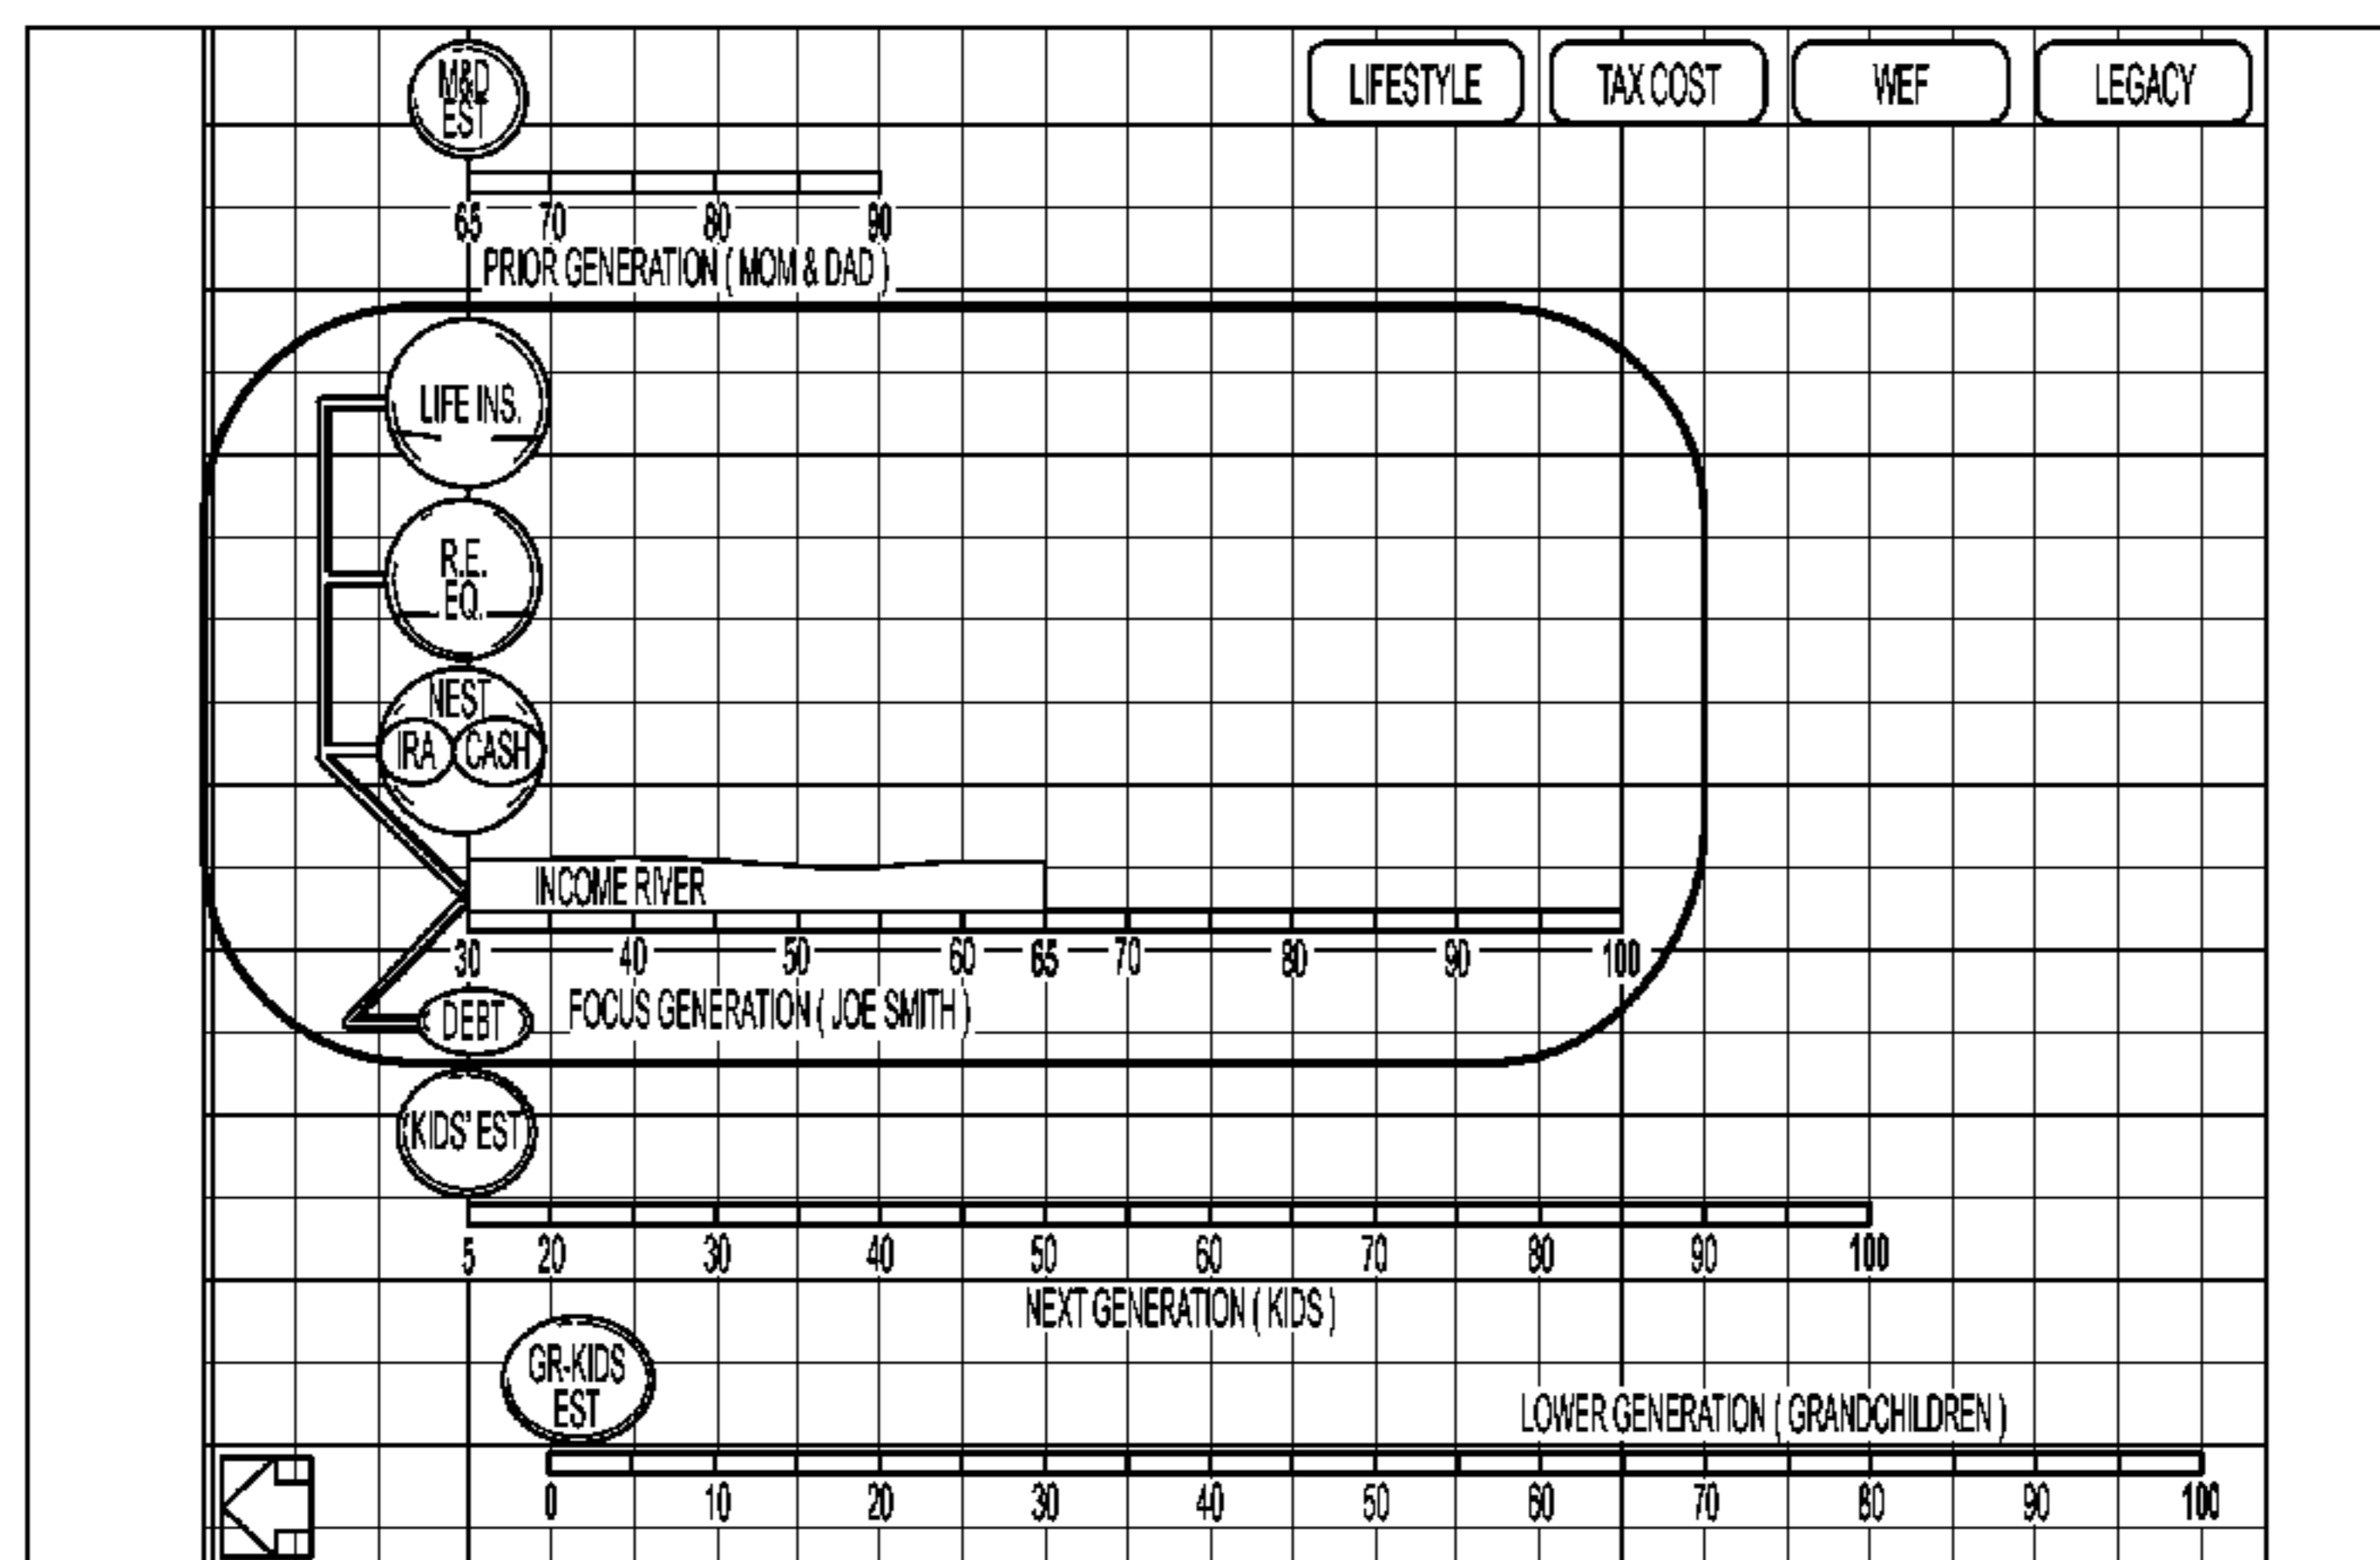 LIFESTYLE TAX COST WEF LEGACY
M&D
EST
65 70 80 90
PRIOR GENERATION ( MOM & DAD )
LIFE INS.
R.E.
EQ.
NEST
IRA CASH
INCOME RIVER
30 40 50 60 65 70 80 90 100
DEBT FOCUS GENERATION ( JOE SMITH )
KIDS' EST
5 20 30 40 50 60 70 80 90 100
NEXT GENERATION ( KIDS )
GR-KIDS
EST
LOWER GENERATION ( GRANDCHILDREN )
0 10 20 30 40 50 60 70 80 90 100